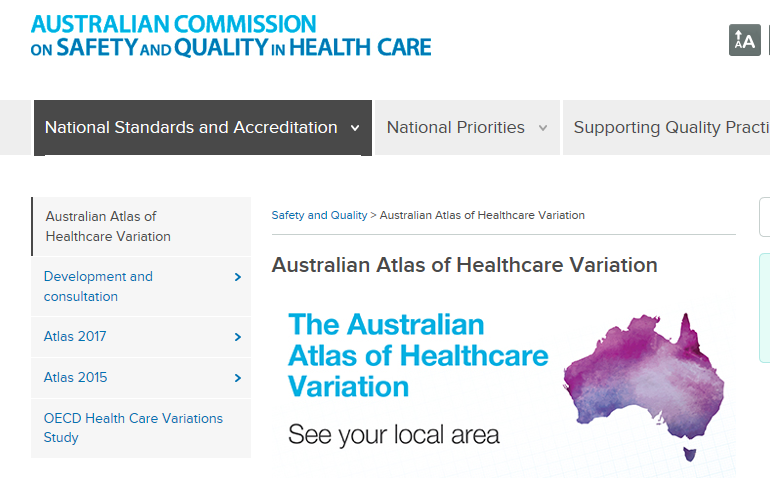 AUSTRALIAN COMMISSION
ON SAFETY AND QUALITY IN HEALTH CARE
AA
National Standards and Accreditation
National Priorities
Supporting Quality Practi
Australian Atlas of
Healthcare Variation
Development and
consultation
Atlas 2017
Atlas 2015
OECD Health Care Variations
Study
Safety and Quality > Australian Atlas of Healthcare Variation
Australian Atlas of Healthcare Variation
The Australian
Atlas of Healthcare
Variation
See your local area